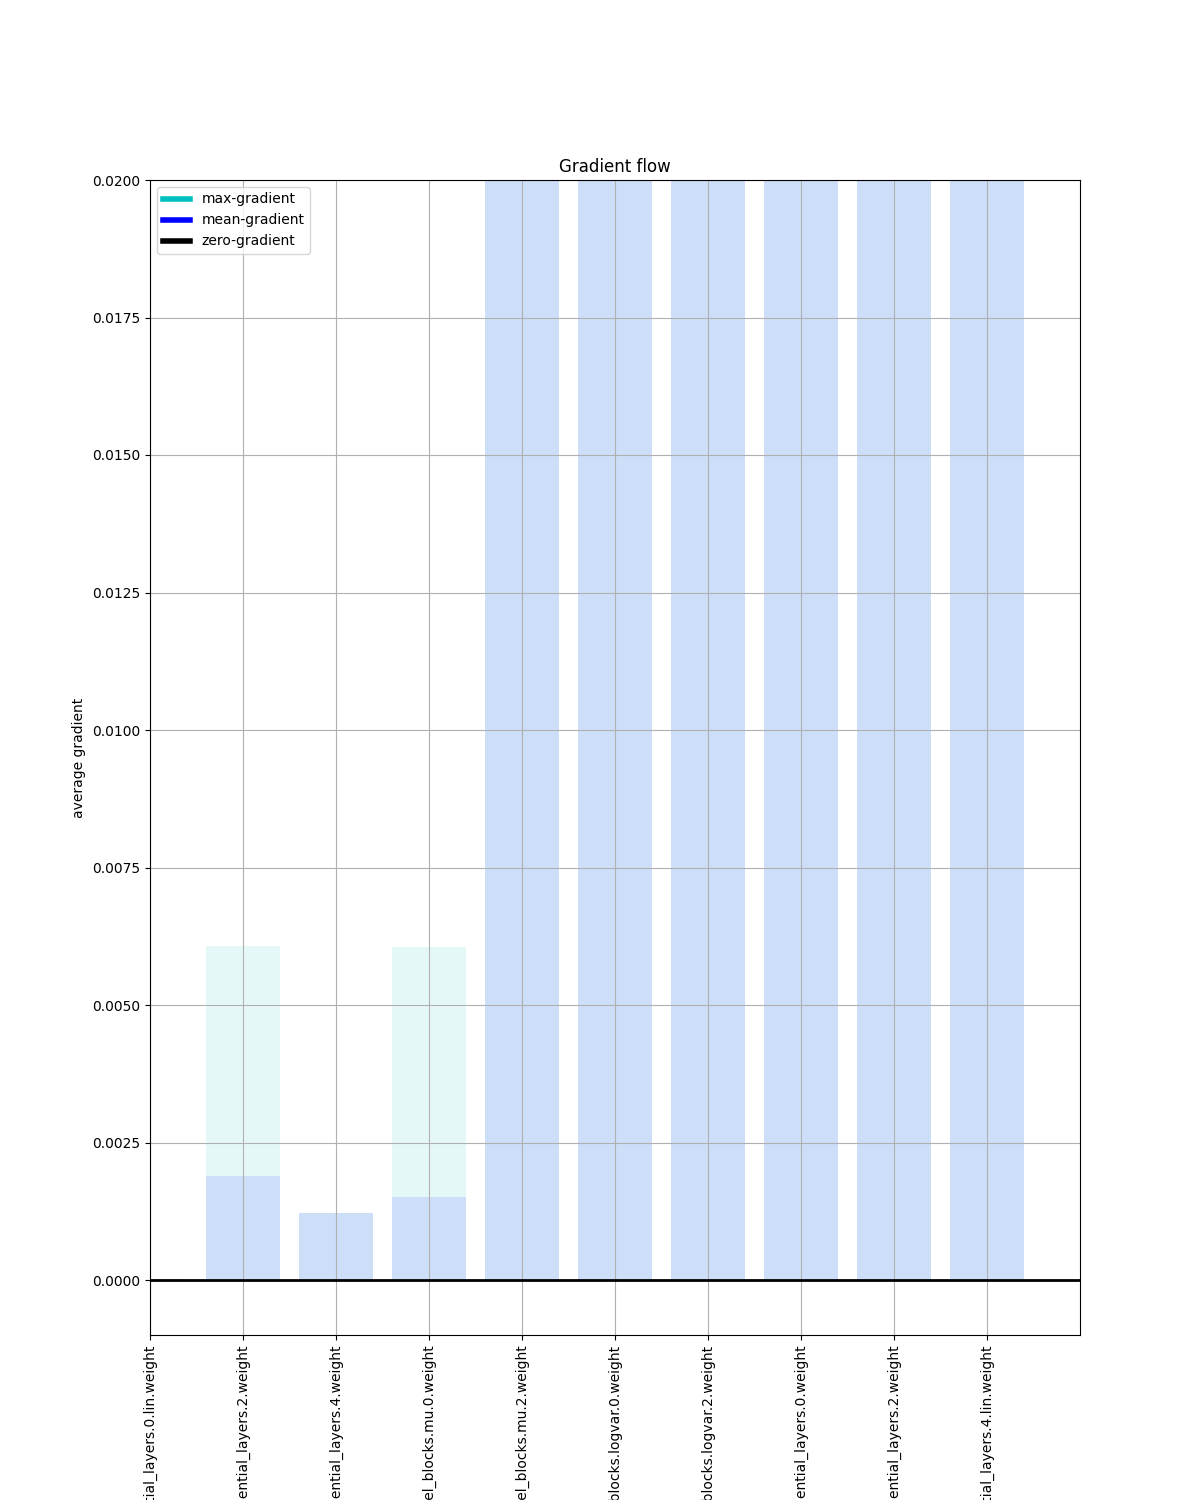 Gradient flow
max-gradient
mean-gradient
zero-gradient
0.0200
0.0175
0.0150
0.0125
0.0100
0.0075
0.0050
0.0025
0.0000
average gradient
tial_layers.0.lin.weight
ential_layers.2.weight
ential_layers.4.weight
el_blocks.mu.0.weight
el_blocks.mu.2.weight
blocks.logvar.0.weight
blocks.logvar.2.weight
ential_layers.0.weight
ential_layers.2.weight
tial_layers.4.lin.weight